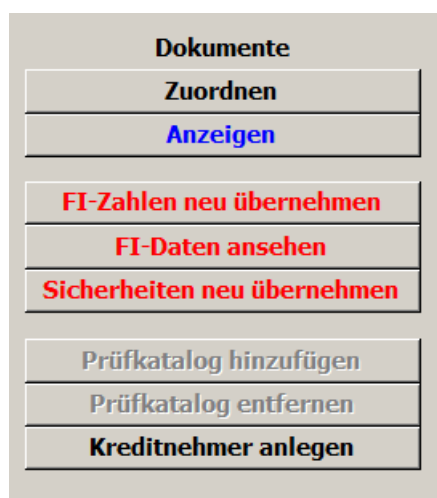 Dokumente
Zuordnen
Anzeigen
FI-Zahlen neu übernehmen
FI-Daten ansehen
Sicherheiten neu übernehmen
Prüfkatalog hinzufügen
Prüfkatalog entfernen
Kreditnehmer anlegen